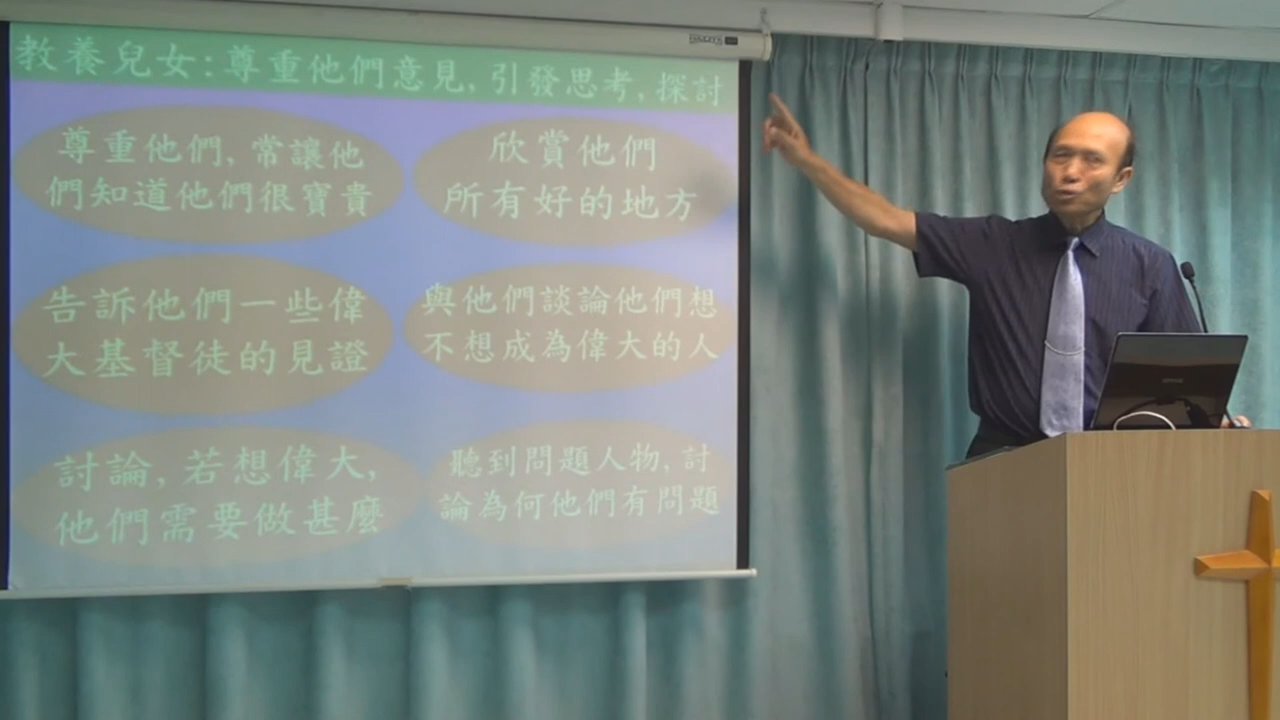 教養兒女:尊重他們意見,引發思考,探討
尊重他們,常讓他
們知道他們很寶貴
欣賞他們
所有好的地方
告訴他們一些偉
大基督徒的見證
與他們談論他們想
不想成為偉大的人
討論,若想偉大,
他們需要做甚麼
聽到問題人物,討
論為何他們有問題